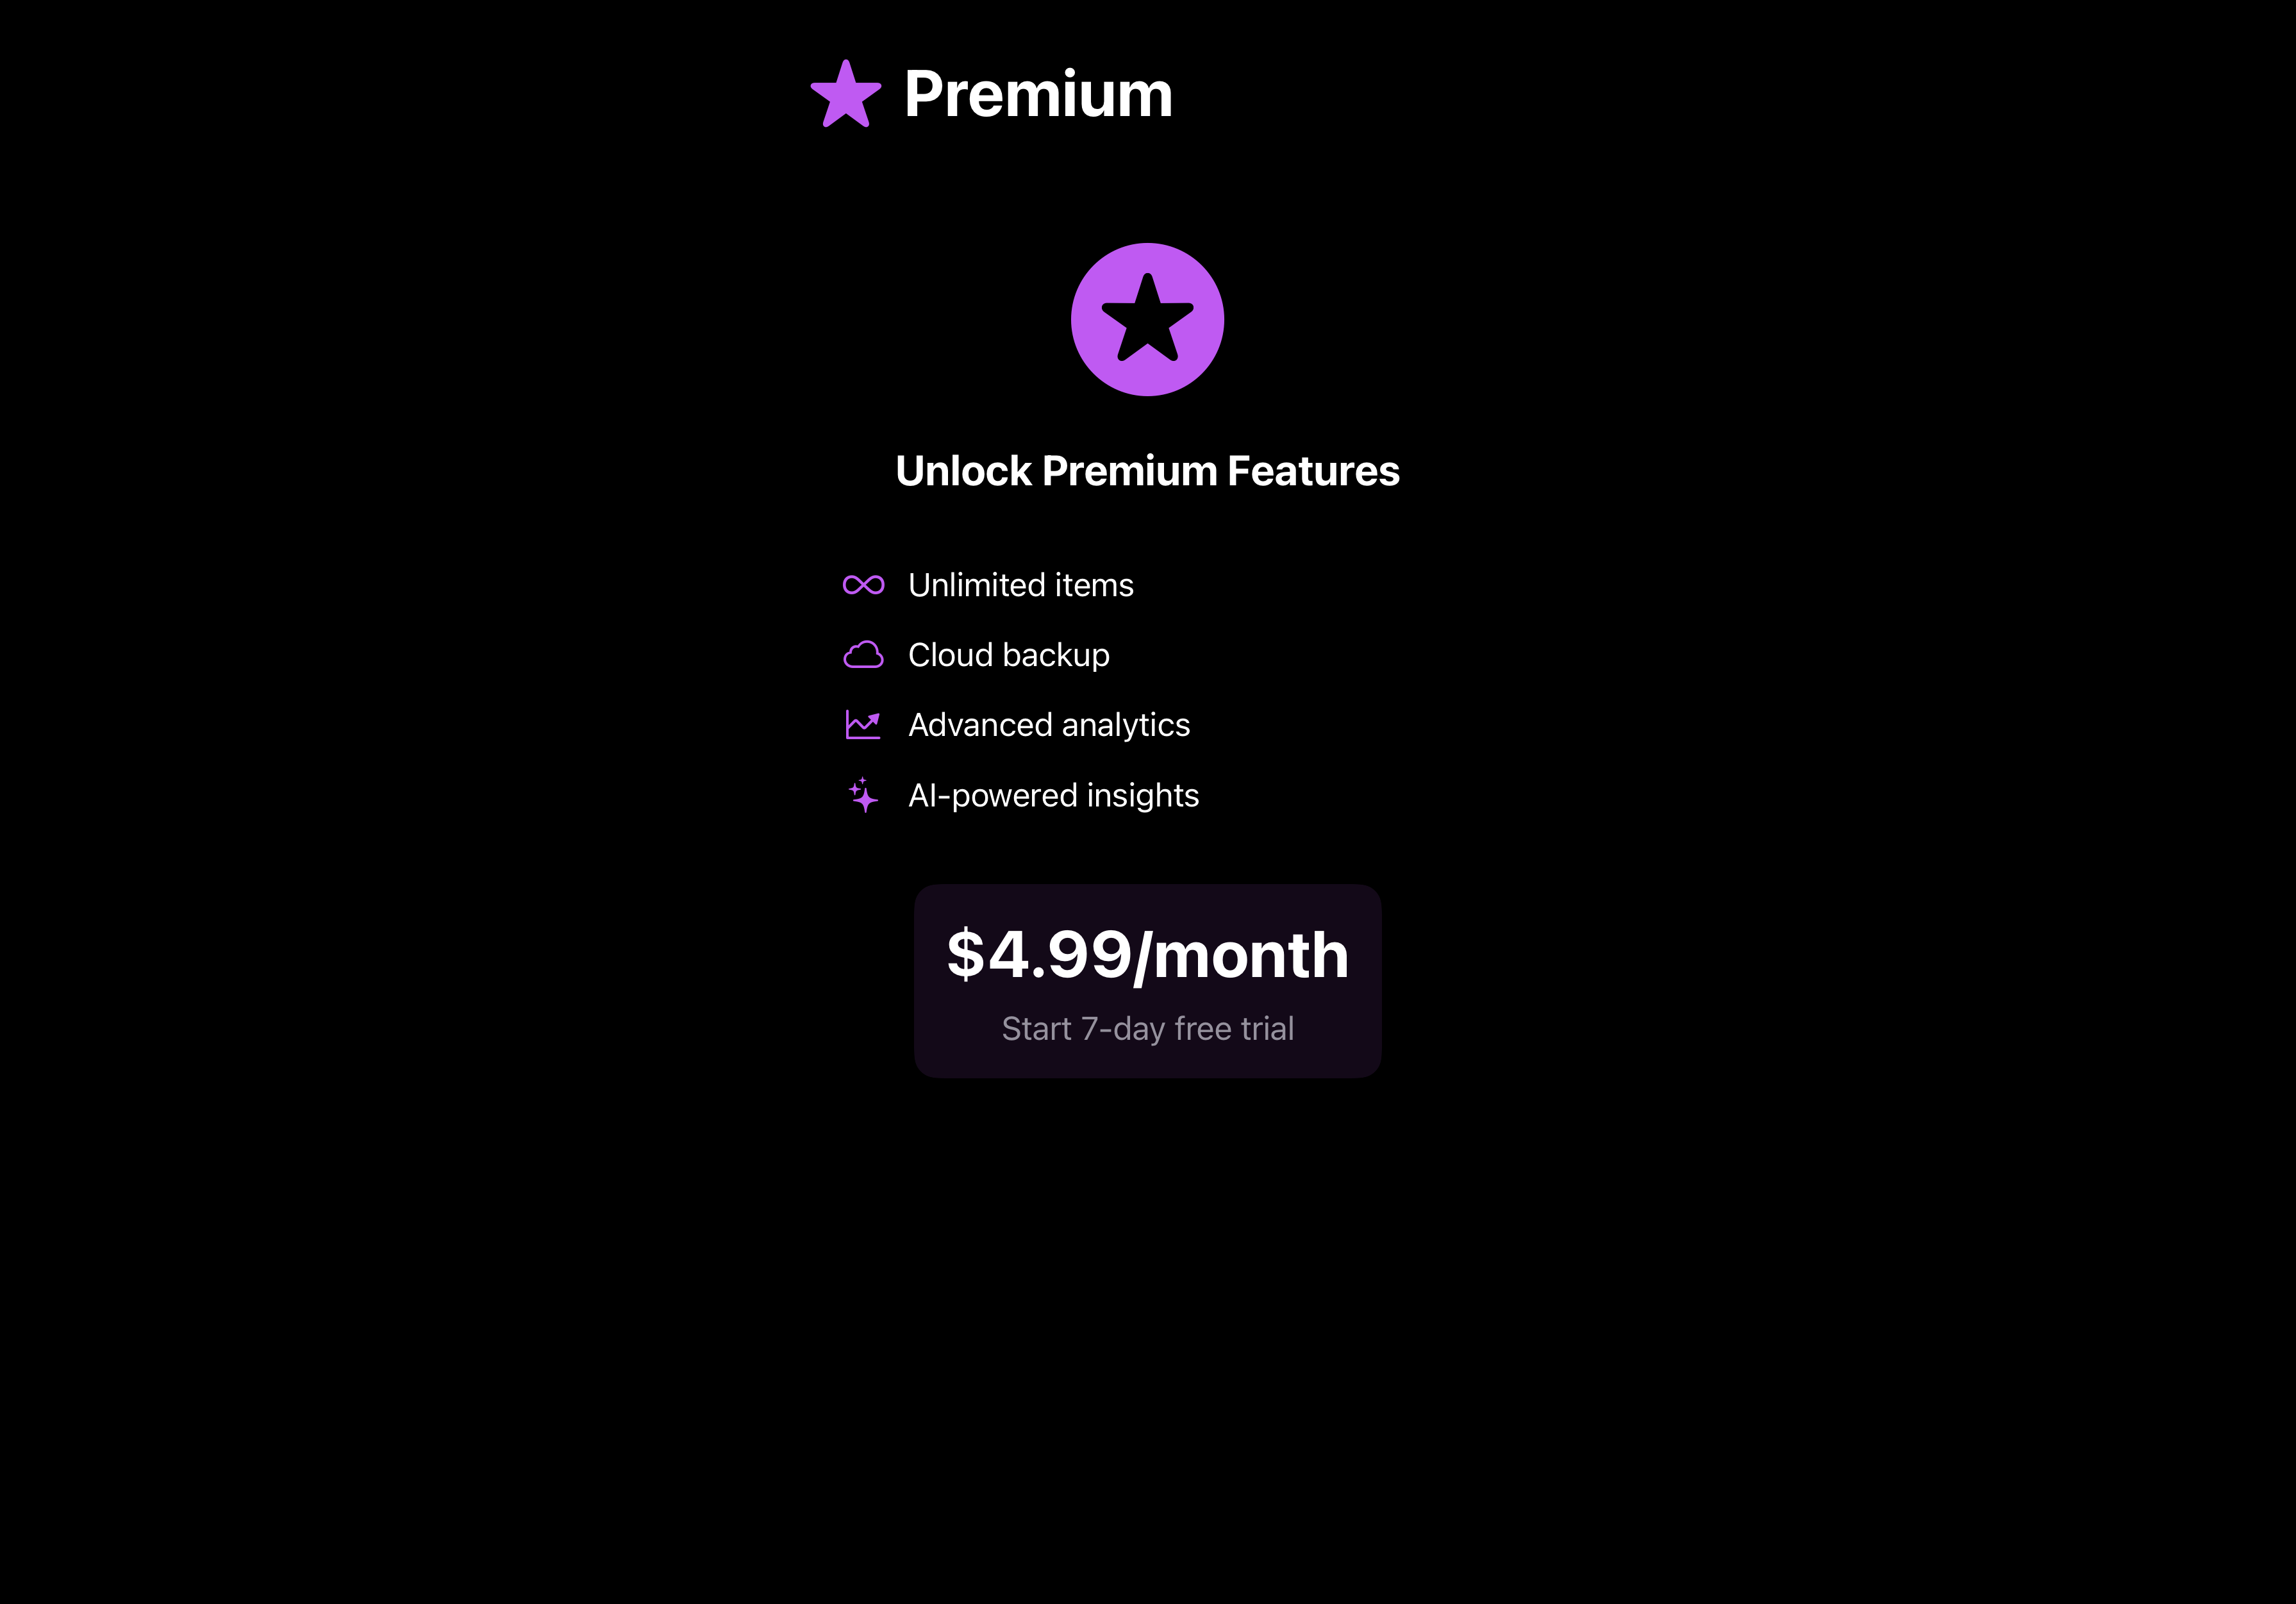 Premium
Unlock Premium Features
Unlimited items
Cloud backup
Advanced analytics
AI-powered insights
$4.99/month
Start 7-day free trial